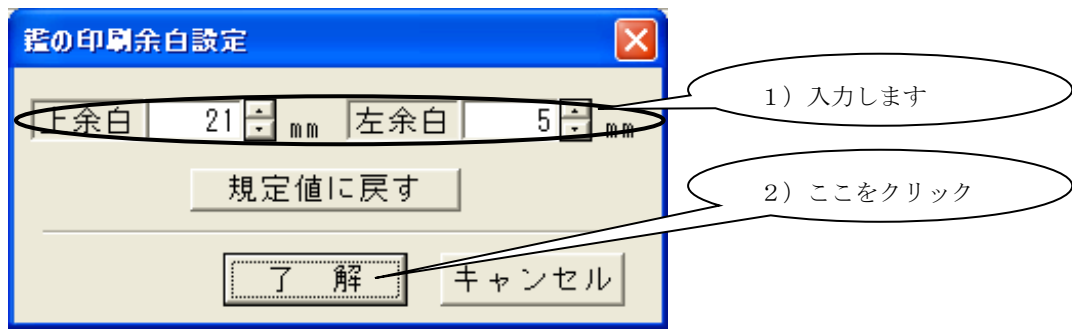 鑑の印刷余白設定
1）入力します
上余白 21 mm 左余白 5 mm
規定値に戻す
2）ここをクリック
了　解 キャンセル